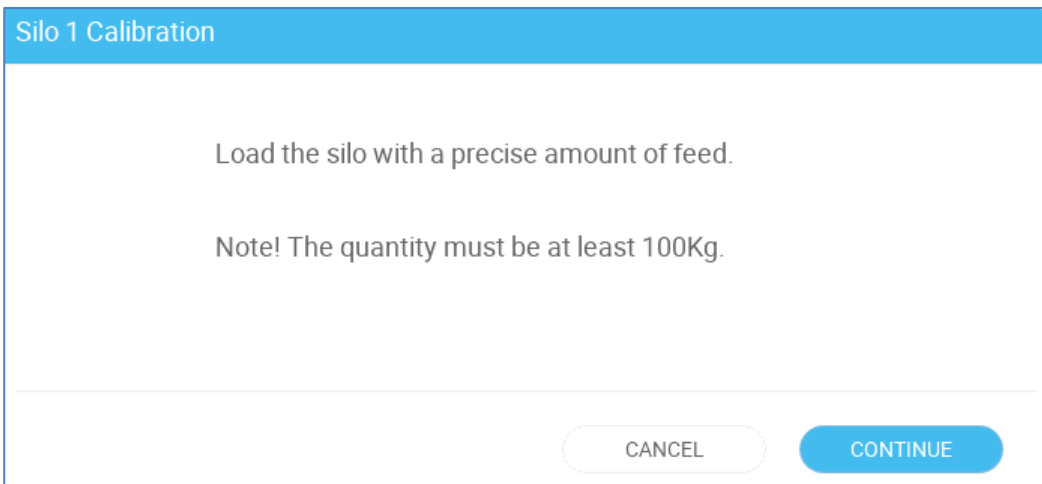 Silo 1 Calibration
Load the silo with a precise amount of feed.
Note! The quantity must be at least 100Kg.
CANCEL
CONTINUE